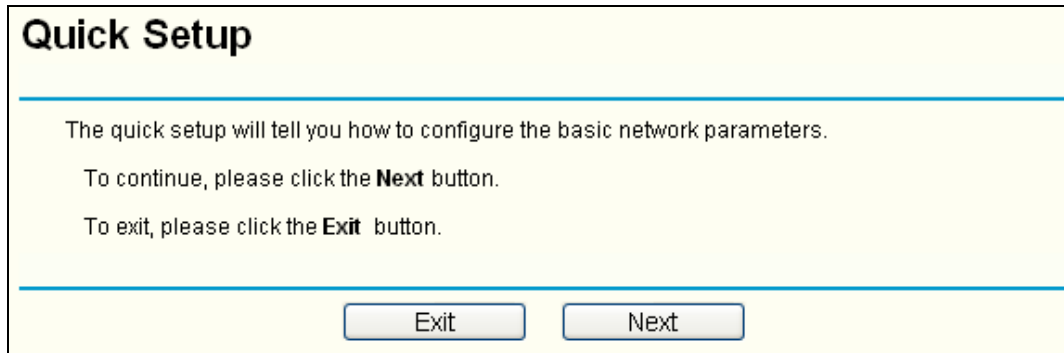 Quick Setup
The quick setup will tell you how to configure the basic network parameters.
To continue, please click the Next button.
To exit, please click the Exit button.
Exit Next